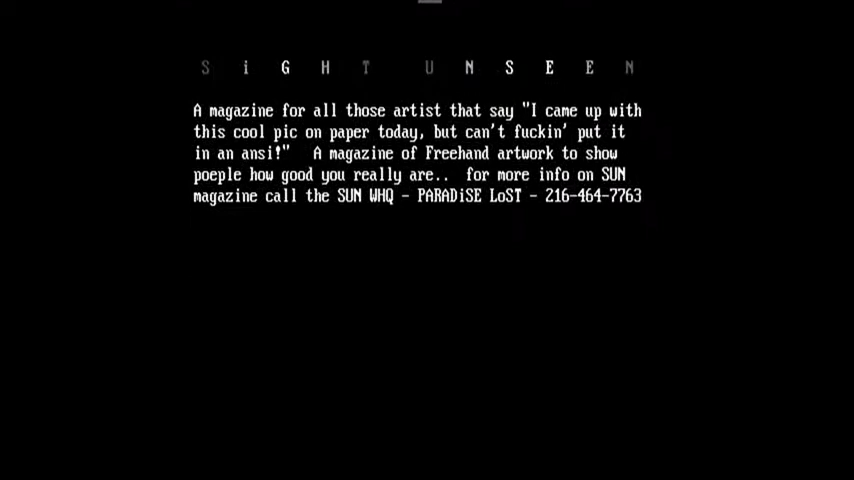 S i G H T U N S E E N
A magazine for all those artist that say "I came up with
this cool pic on paper today, but can't fuckin' put it
in an ansi!" A magazine of Freehand artwork to show
poeple how good you really are.. for more info on SUN
magazine call the SUN WHQ - PARADiSE LoST - 216-464-7763